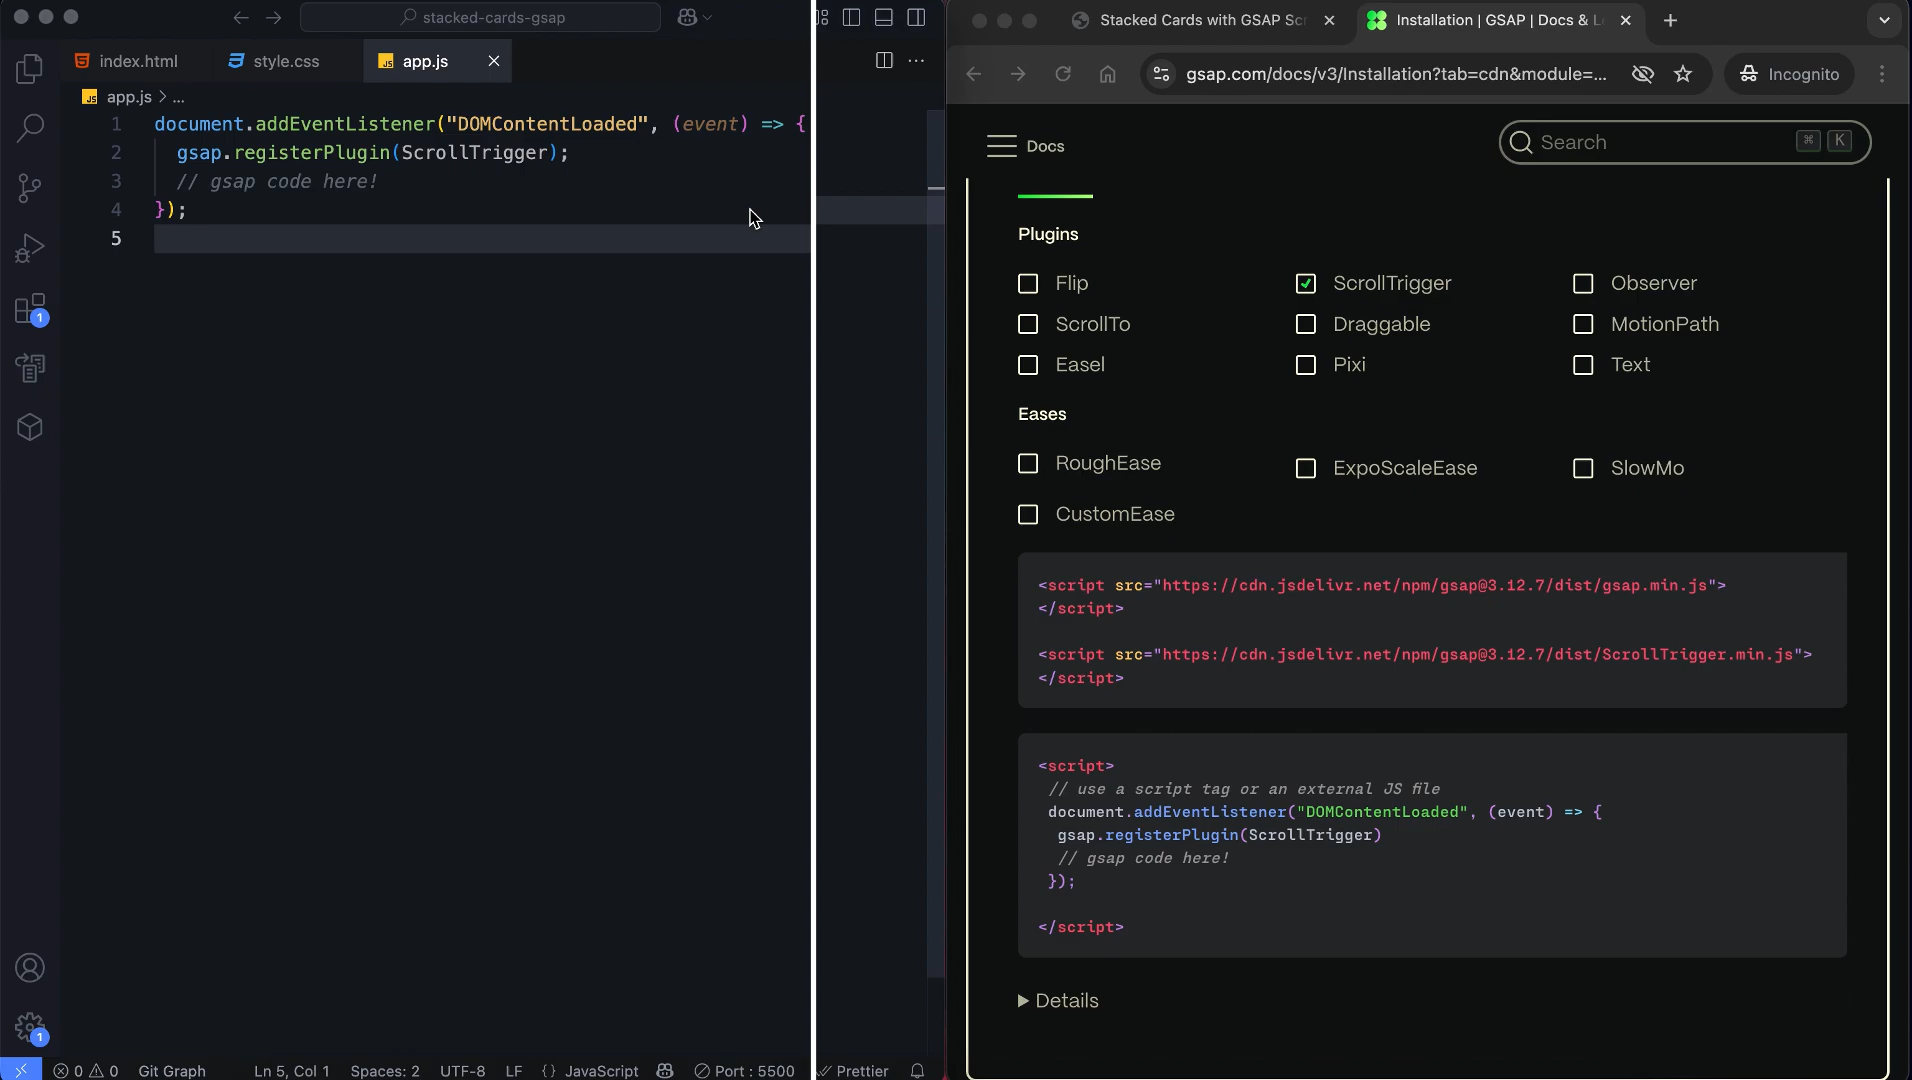 stacked-cards-gsap
index.html
style.css
app.js
app.js > ...
1 document.addEventListener("DOMContentLoaded", (event) => {
2 gsap.registerPlugin(ScrollTrigger);
3 // gsap code here!
4 });
5
1
1
0 0 Git Graph Ln 5, Col 1 Spaces: 2 UTF-8 LF {} JavaScript Port : 5500 Prettier
Stacked Cards with GSAP Scr
Installation | GSAP | Docs & Le
gsap.com/docs/v3/Installation?tab=cdn&module=...
Incognito
Docs
Search ⌘ K
Plugins
Flip ScrollTrigger Observer
ScrollTo Draggable MotionPath
Easel Pixi Text
Eases
RoughEase ExpoScaleEase SlowMo
CustomEase
<script src="https://cdn.jsdelivr.net/npm/gsap@3.12.7/dist/gsap.min.js">
</script>
<script src="https://cdn.jsdelivr.net/npm/gsap@3.12.7/dist/ScrollTrigger.min.js">
</script>
<script>
// use a script tag or an external JS file
document.addEventListener("DOMContentLoaded", (event) => {
gsap.registerPlugin(ScrollTrigger)
// gsap code here!
});
</script>
Details